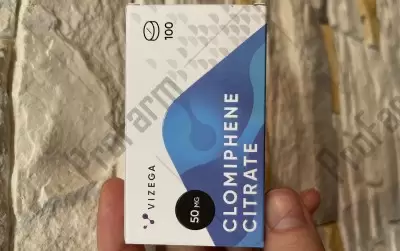 100
VIZEGA
50 MG
CLOMIPHENE
CITRATE